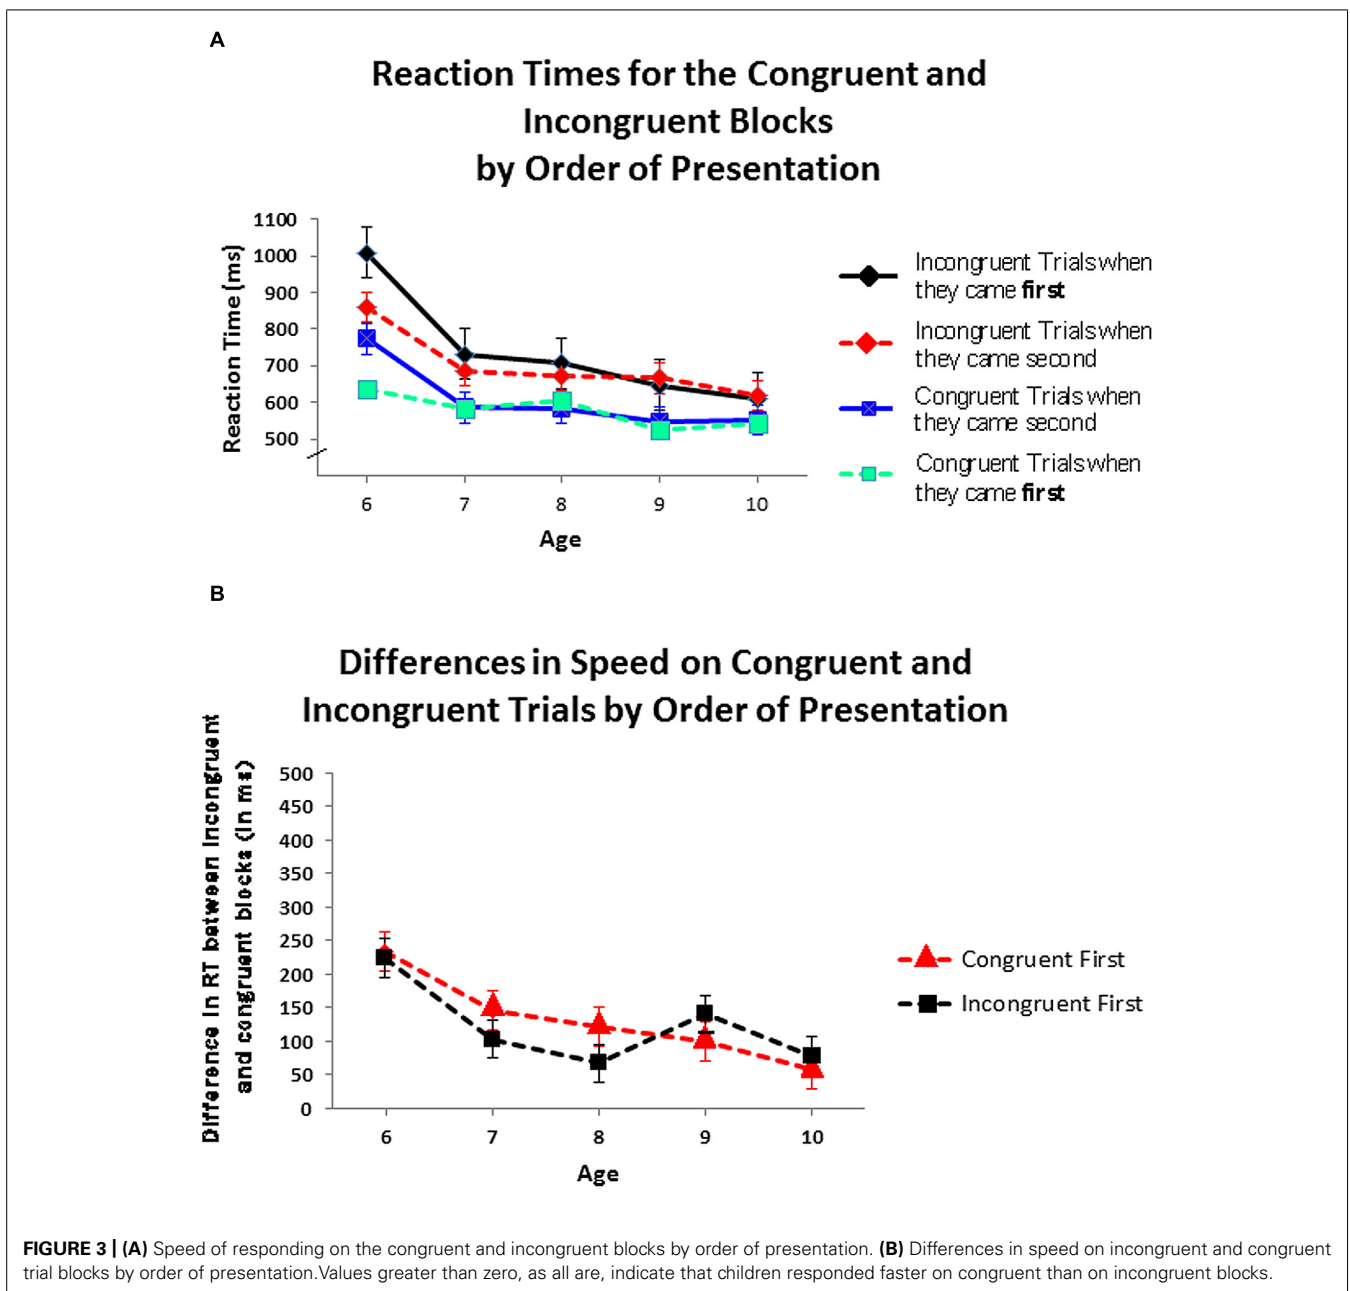 A
Reaction Times for the Congruent and
Incongruent Blocks
by Order of Presentation
Reaction Time (ms)
1100
1000
900
800
700
600
500
6 7 8 9 10
Age
Incongruent Trials when
they came first
Incongruent Trials when
they came second
Congruent Trials when
they came second
Congruent Trials when
they came first
B
Differences in Speed on Congruent and
Incongruent Trials by Order of Presentation
Difference in RT between incongruent
and congruent blocks (in ms)
500
450
400
350
300
250
200
150
100
50
0
6 7 8 9 10
Age
Congruent First
Incongruent First
FIGURE 3 | (A) Speed of responding on the congruent and incongruent blocks by order of presentation. (B) Differences in speed on incongruent and congruent
trial blocks by order of presentation.Values greater than zero, as all are, indicate that children responded faster on congruent than on incongruent blocks.